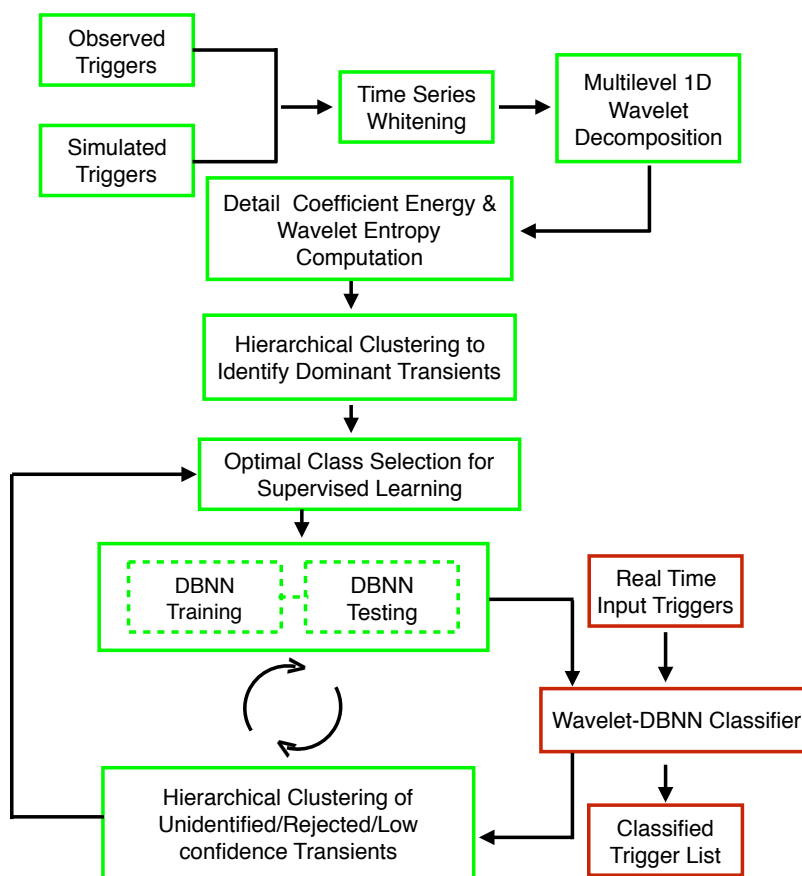 Observed
Triggers
Simulated
Triggers
Time Series
Whitening
Multilevel 1D
Wavelet
Decomposition
Detail Coefficient Energy &
Wavelet Entropy
Computation
Hierarchical Clustering to
Identify Dominant Transients
Optimal Class Selection for
Supervised Learning
DBNN
Training
DBNN
Testing
Real Time
Input Triggers
Wavelet-DBNN Classifier
Hierarchical Clustering of
Unidentified/Rejected/Low
confidence Transients
Classified
Trigger List